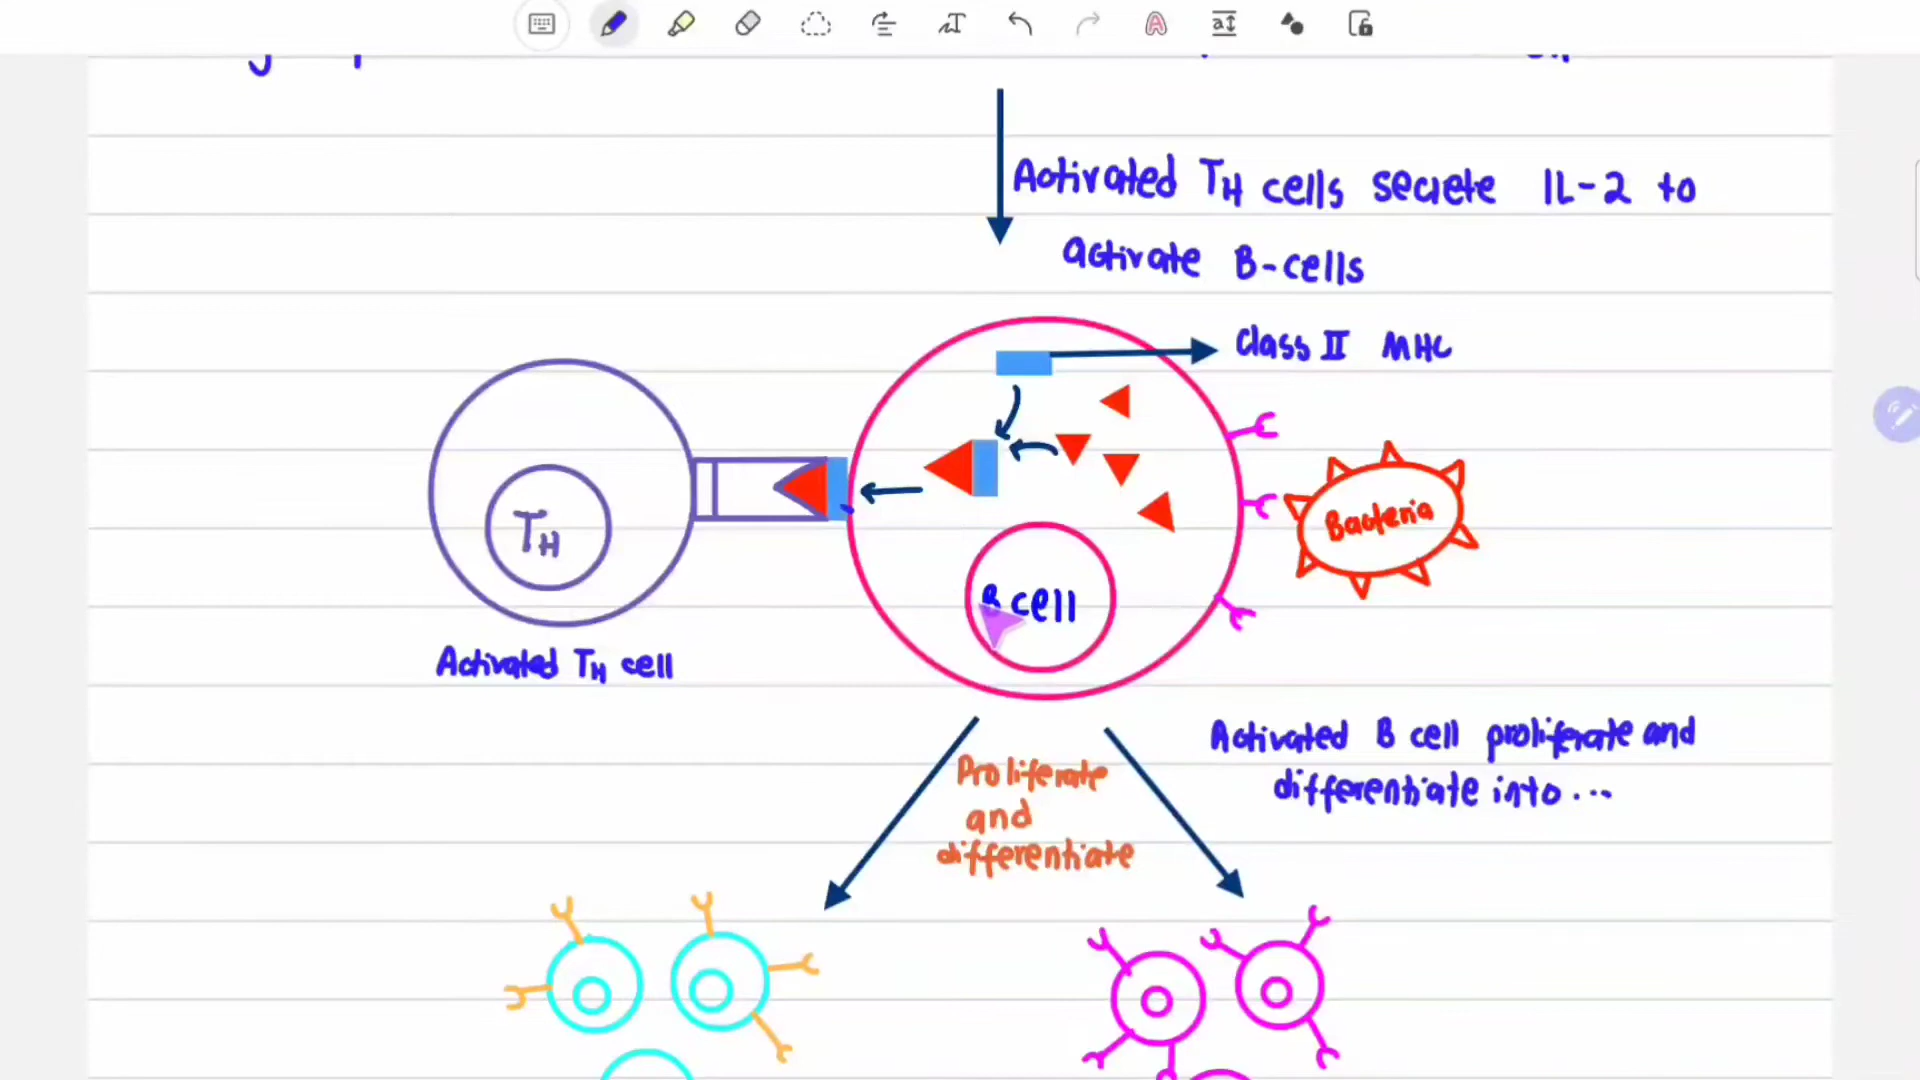 Activated TH cells secrete IL-2 to
activate B-cells
Class II MHC
TH
Bacteria
B cell
Activated TH cell
Activated B cell proliferate and
differentiate into...
Proliferate
and
differentiate